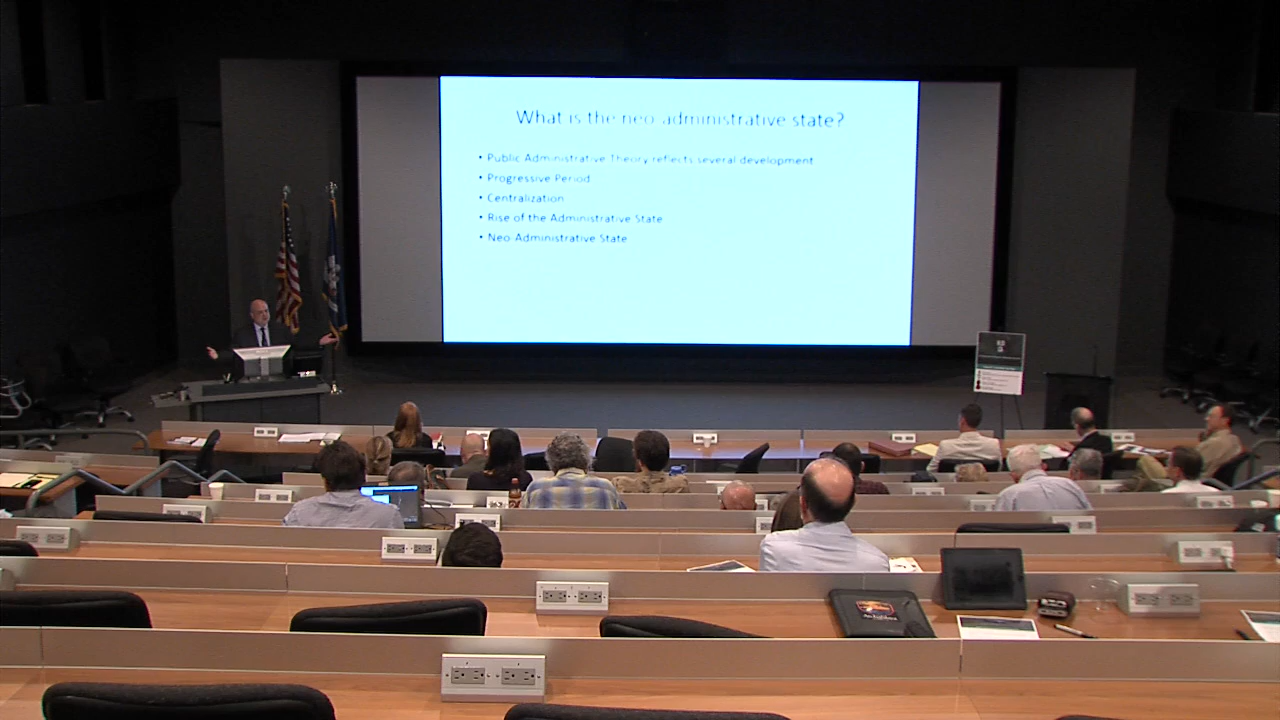 What is the neo administrative state?
• Public Administrative Theory reflects several development
• Progressive Period
• Centralization
• Rise of the Administrative State
• Neo Administrative State